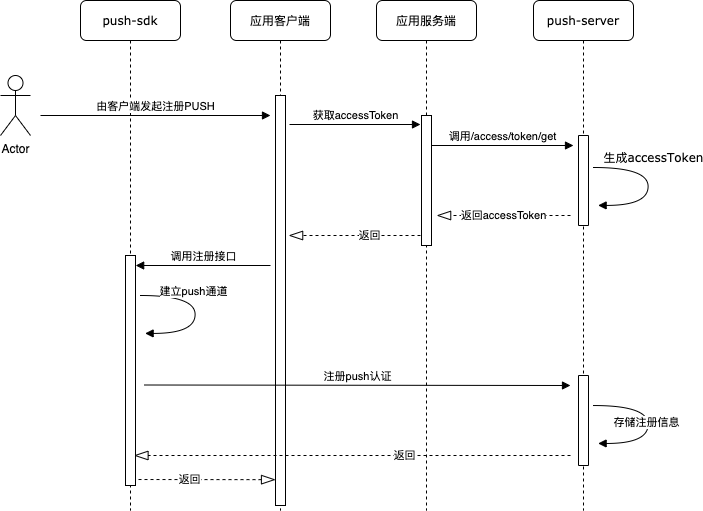 push-sdk
应用客户端
应用服务端
push-server
Actor
由客户端发起注册PUSH
获取accessToken
调用/access/token/get
生成accessToken
返回accessToken
返回
调用注册接口
建立push通道
注册push认证
存储注册信息
返回
返回